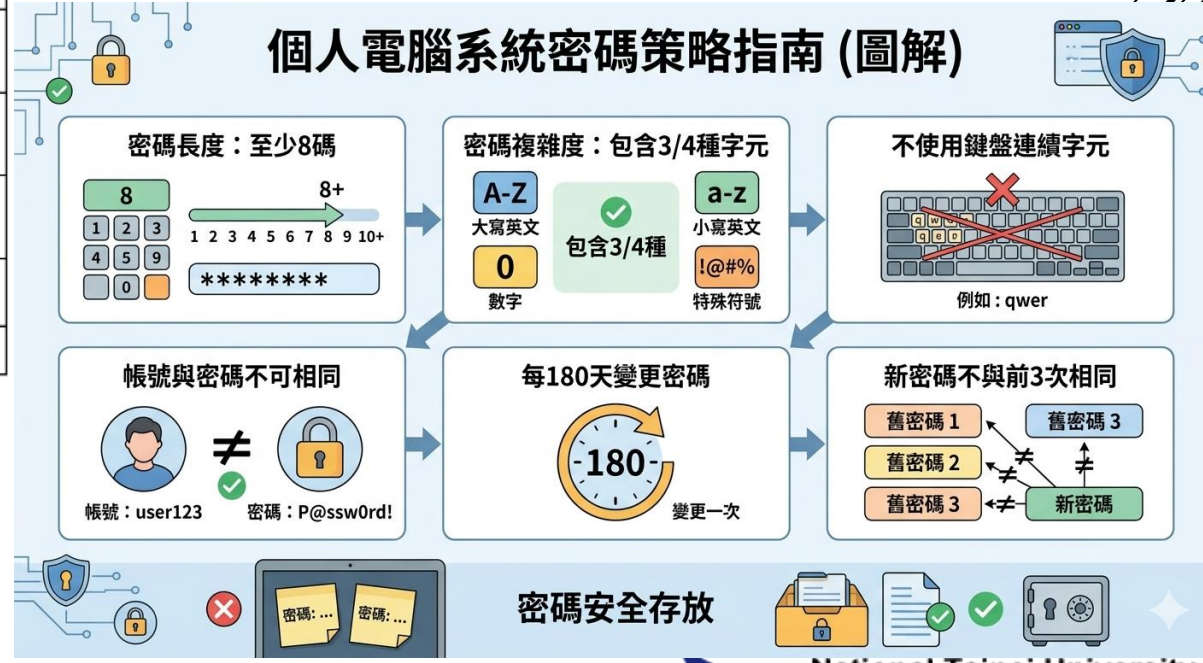 個人電腦系統密碼策略指南 (圖解)
密碼長度：至少8碼
8
1 2 3
4 5 9
0
8+
1 2 3 4 5 6 7 8 9 10+
********
密碼複雜度：包含3/4種字元
A-Z
大寫英文
0
數字
包含3/4種
a-z
小寫英文
!@#%
特殊符號
不使用鍵盤連續字元
例如 : qwer
帳號與密碼不可相同
≠
帳號：user123
密碼：P@ssw0rd!
每180天變更密碼
-180-
變更一次
新密碼不與前3次相同
舊密碼 1
舊密碼 3
舊密碼 2
≠
≠
≠
舊密碼 3
≠
新密碼
密碼: ...
密碼: ...
密碼安全存放
National Taipei University